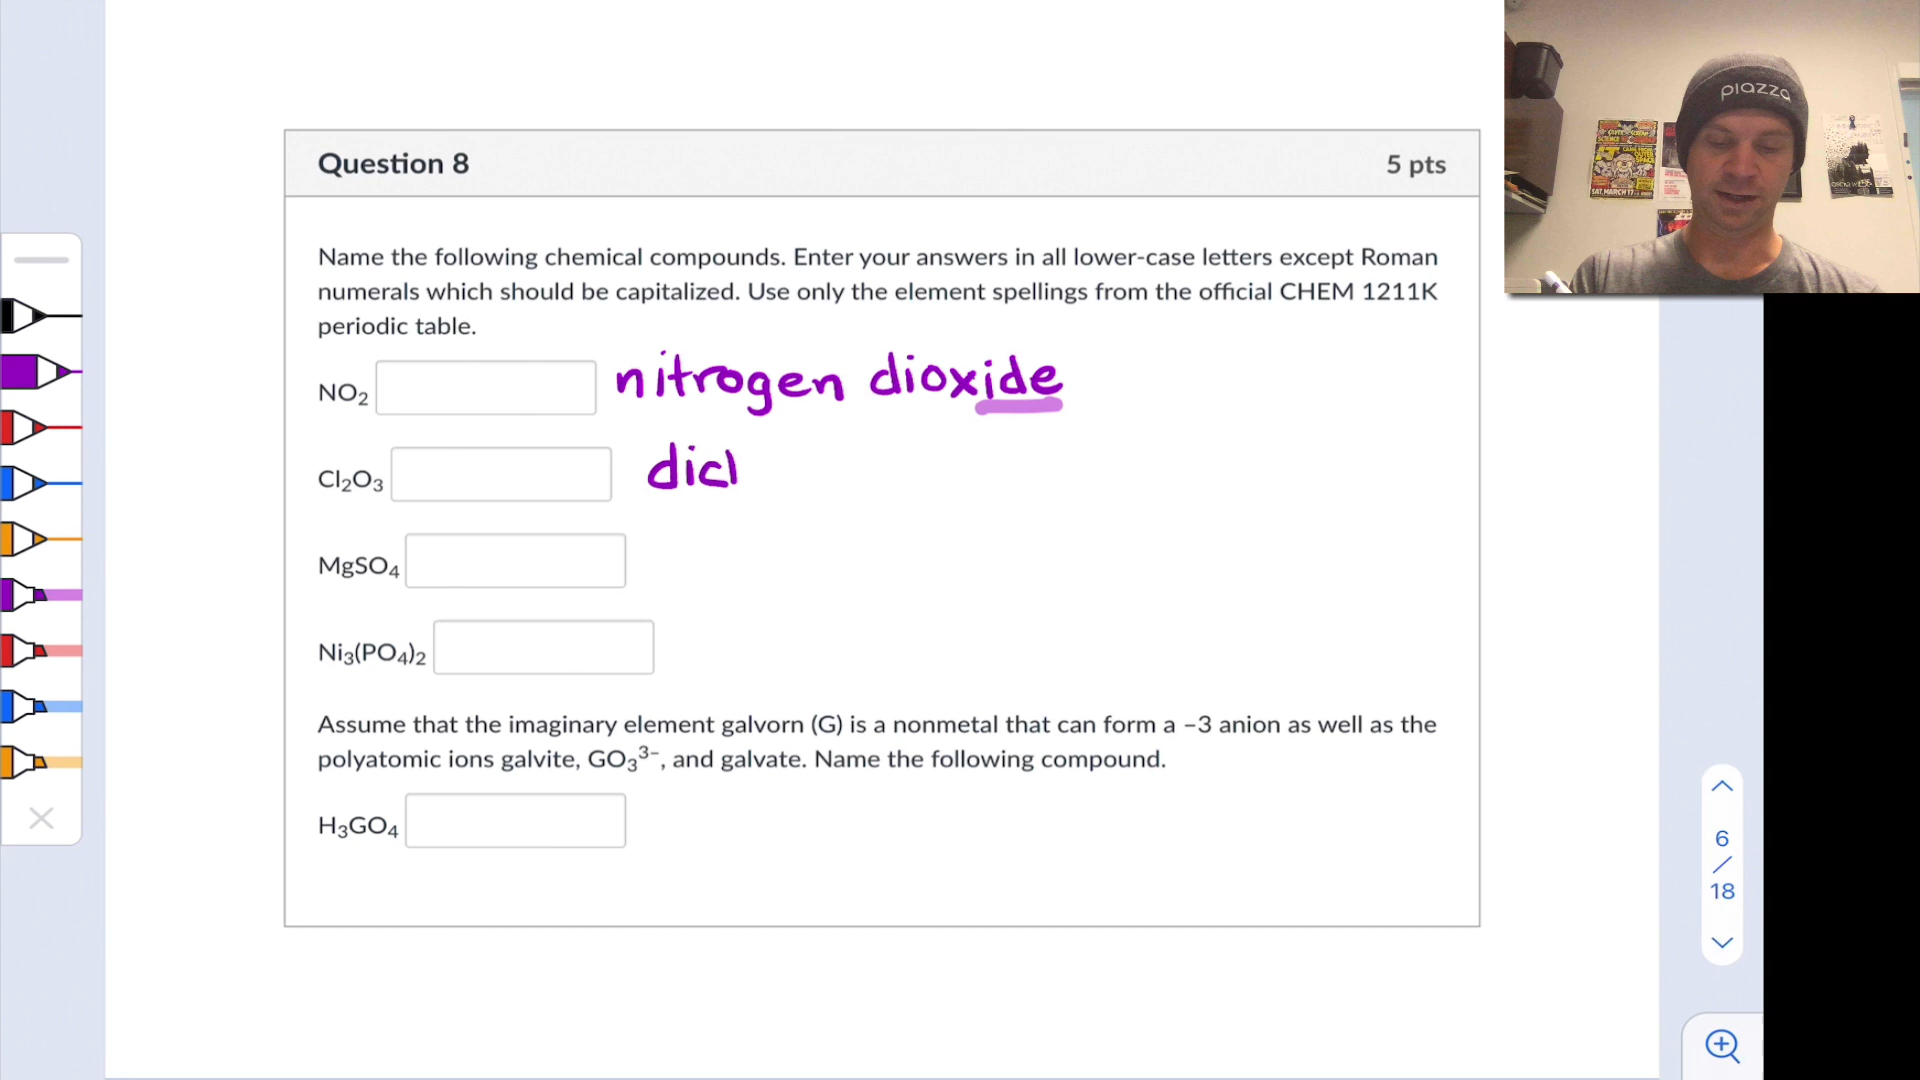 piazza
SAT. MARCH 17
Question 8 5 pts
Name the following chemical compounds. Enter your answers in all lower-case letters except Roman
numerals which should be capitalized. Use only the element spellings from the official CHEM 1211K
periodic table.
NO₂ nitrogen dioxide
Cl₂O₃ dicl
MgSO₄
Ni₃(PO₄)₂
Assume that the imaginary element galvorn (G) is a nonmetal that can form a −3 anion as well as the
polyatomic ions galvite, GO₃³⁻, and galvate. Name the following compound.
H₃GO₄
6
/
18